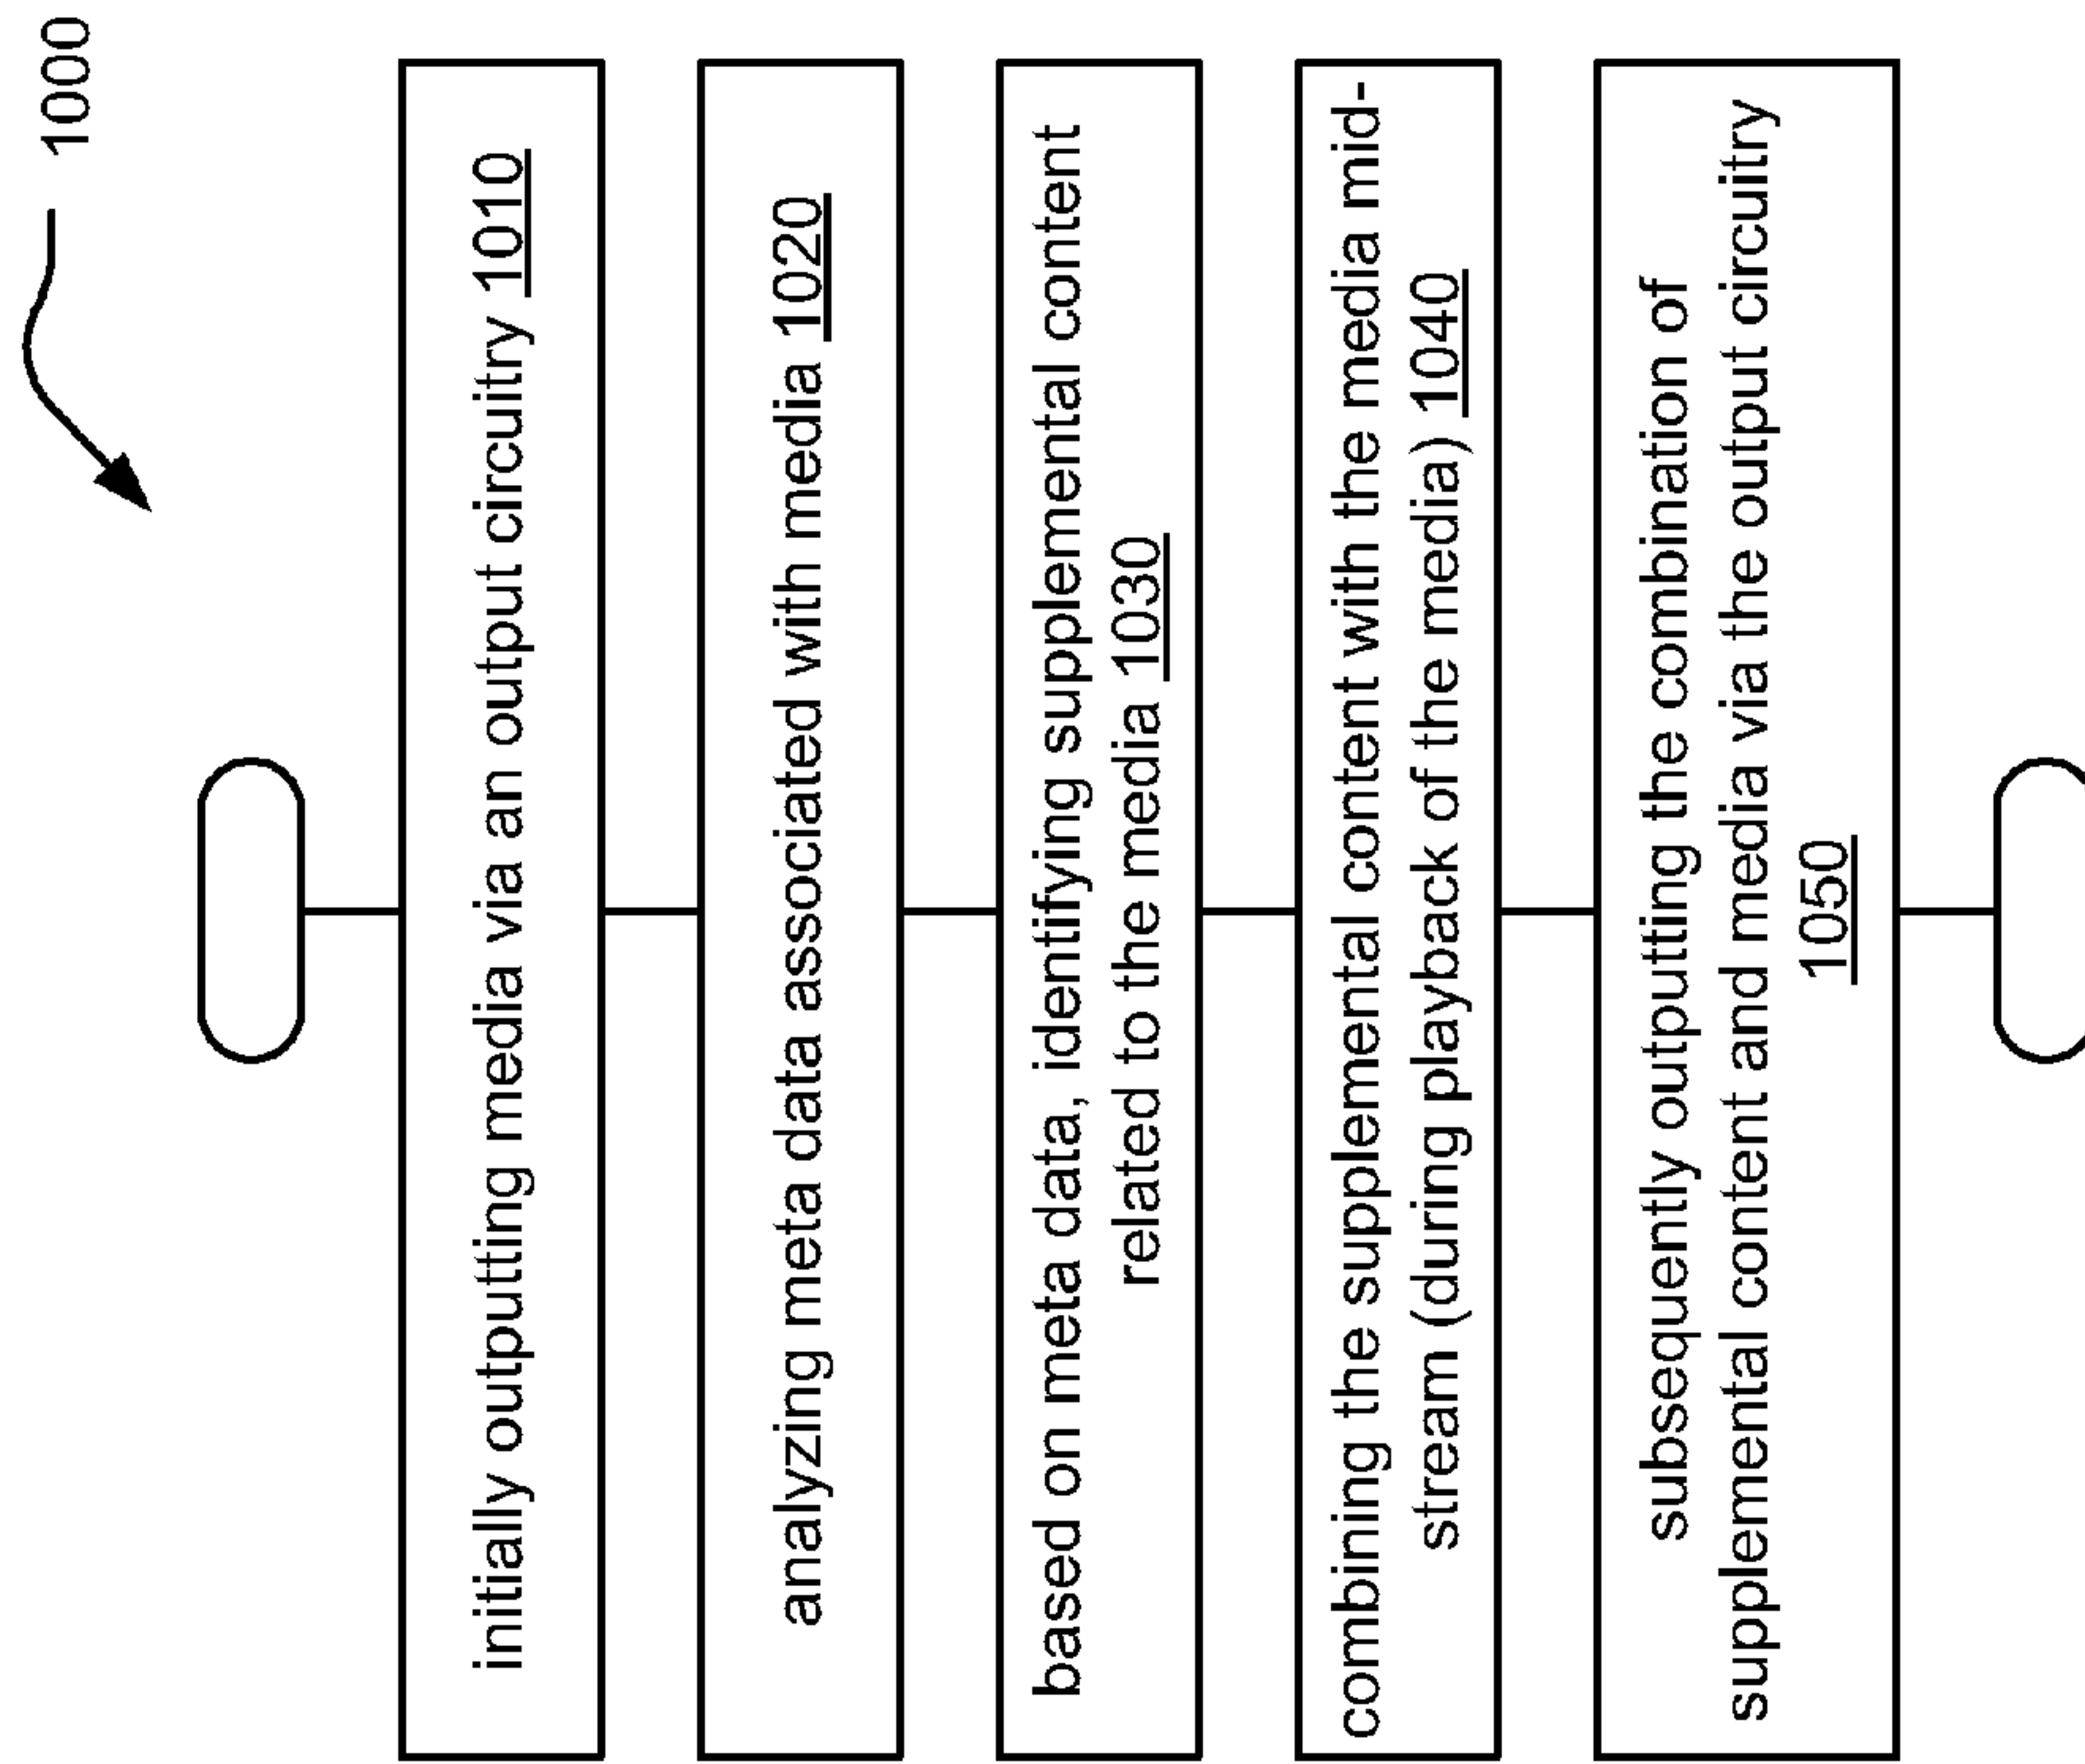 1000
initially outputting media via an output circuitry 1010
analyzing meta data associated with media 1020
based on meta data, identifying supplemental content
related to the media 1030
combining the supplemental content with the media mid-
stream (during playback of the media) 1040
subsequently outputting the combination of
supplemental content and media via the output circuitry
1050